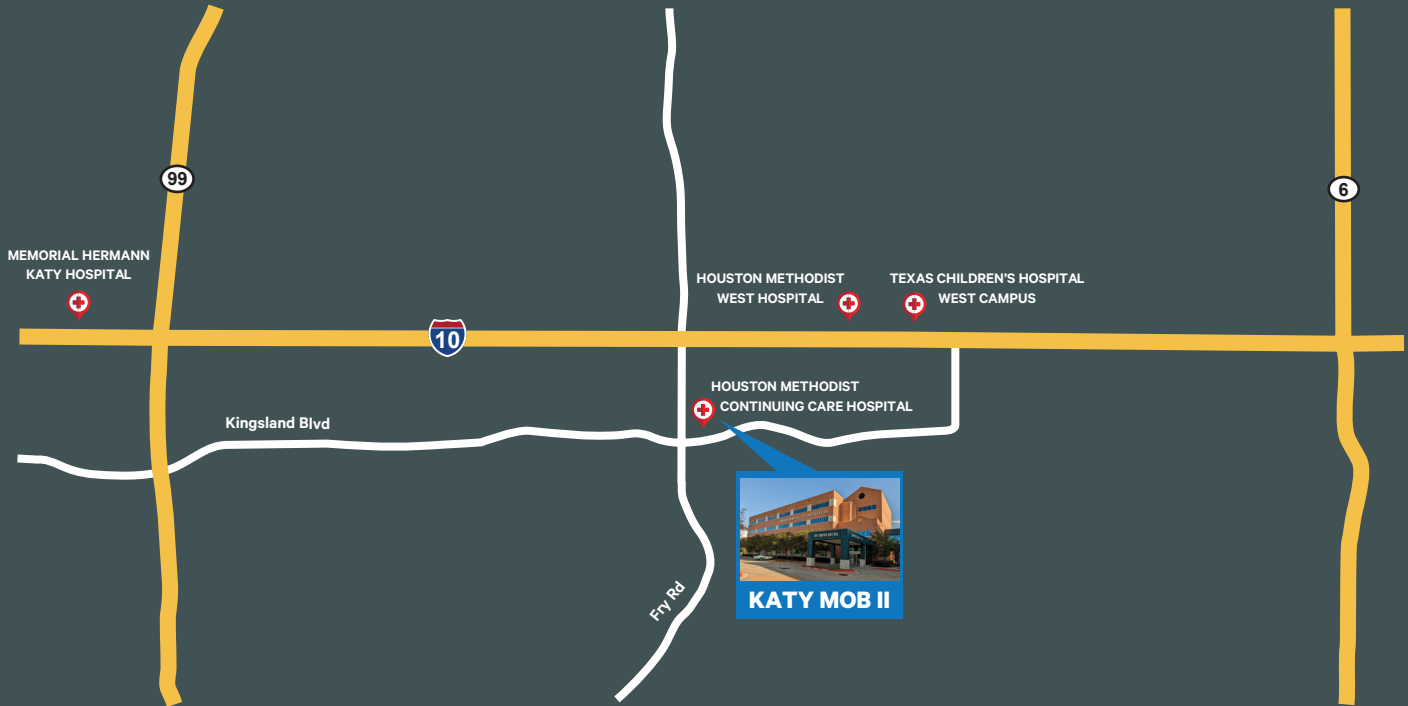 99
6
MEMORIAL HERMANN
KATY HOSPITAL
HOUSTON METHODIST
WEST HOSPITAL
TEXAS CHILDREN'S HOSPITAL
WEST CAMPUS
10
HOUSTON METHODIST
CONTINUING CARE HOSPITAL
Kingsland Blvd
Fry Rd
KATY MOB II